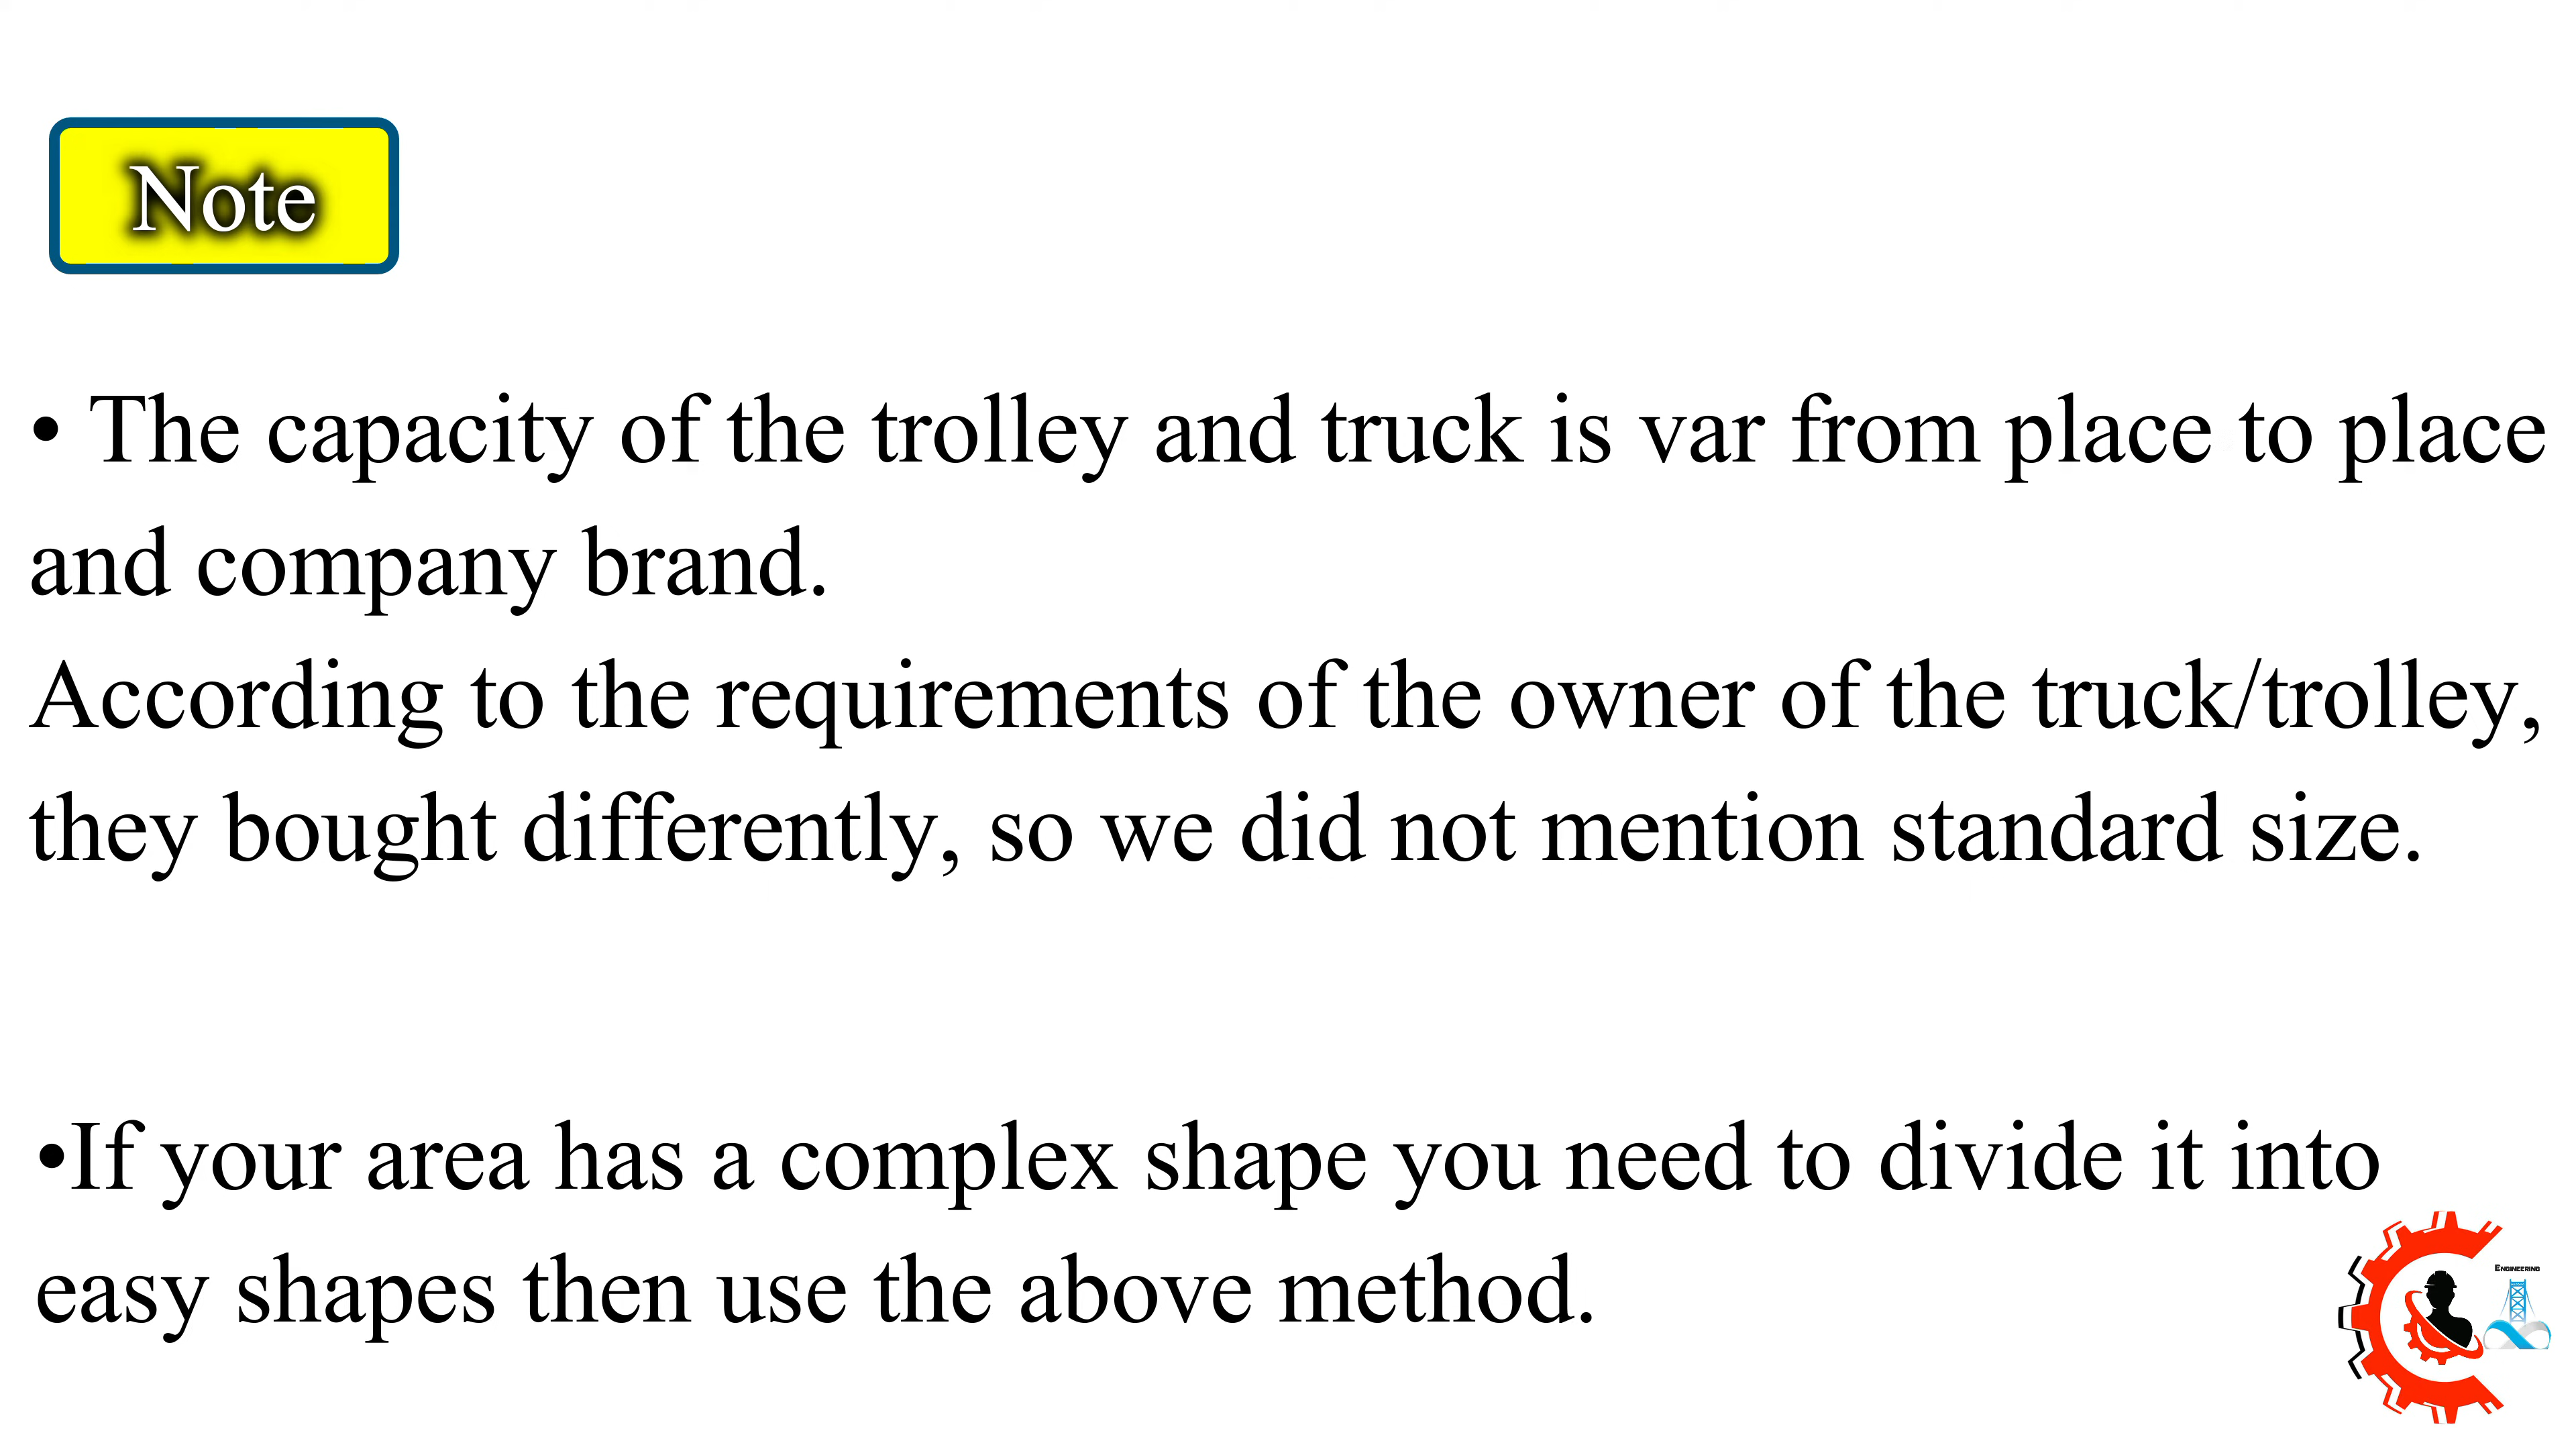 Note
• The capacity of the trolley and truck is var from place to place
and company brand.
According to the requirements of the owner of the truck/trolley,
they bought differently, so we did not mention standard size.
•If your area has a complex shape you need to divide it into
easy shapes then use the above method.
ENGINEERING